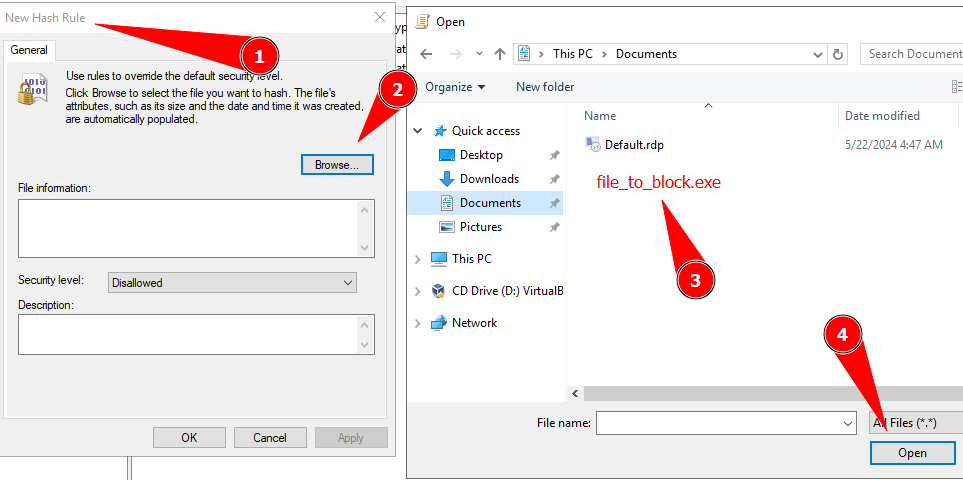 New Hash Rule
1
General
Use rules to override the default security level.
Click Browse to select the file you want to hash. The file's
attributes, such as its size and the date and time it was created,
are automatically populated.
2
Browse...
File information:
Security level:
Disallowed
Description:
OK
Cancel
Apply
Open
This PC
Documents
Search Document
Organize
New folder
Name
Date modified
Quick access
Desktop
Downloads
Documents
Pictures
This PC
CD Drive (D:) VirtualB
Network
Default.rdp
5/22/2024 4:47 AM
file_to_block.exe
3
4
File name:
All Files (*.*)
Open